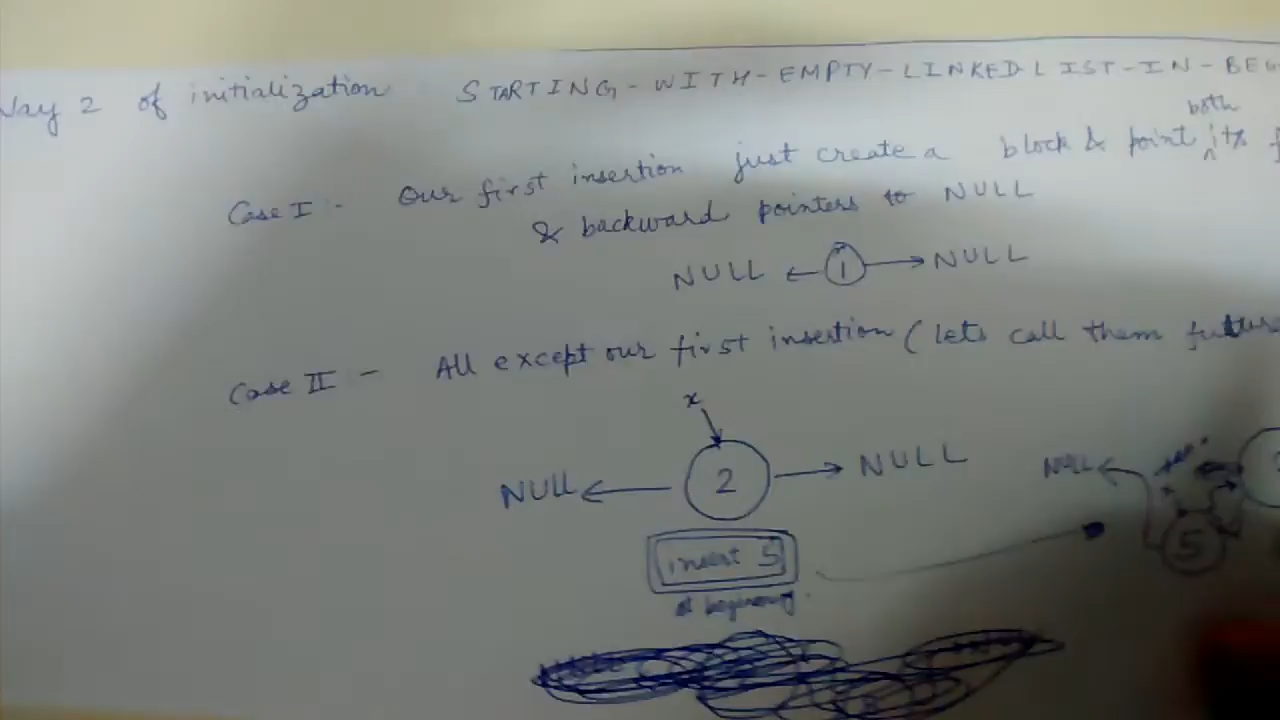 Way 2 of initialization STARTING-WITH-EMPTY-LINKEDLIST-IN-BEG
both
Case I :- Our first insertion just create a block & point its f
& backward pointers to NULL
NULL ← 1 → NULL
Case II - All except our first insertion (lets call them future
x
NULL ← 2 → NULL
NULL
5
insert 5
at beginning.